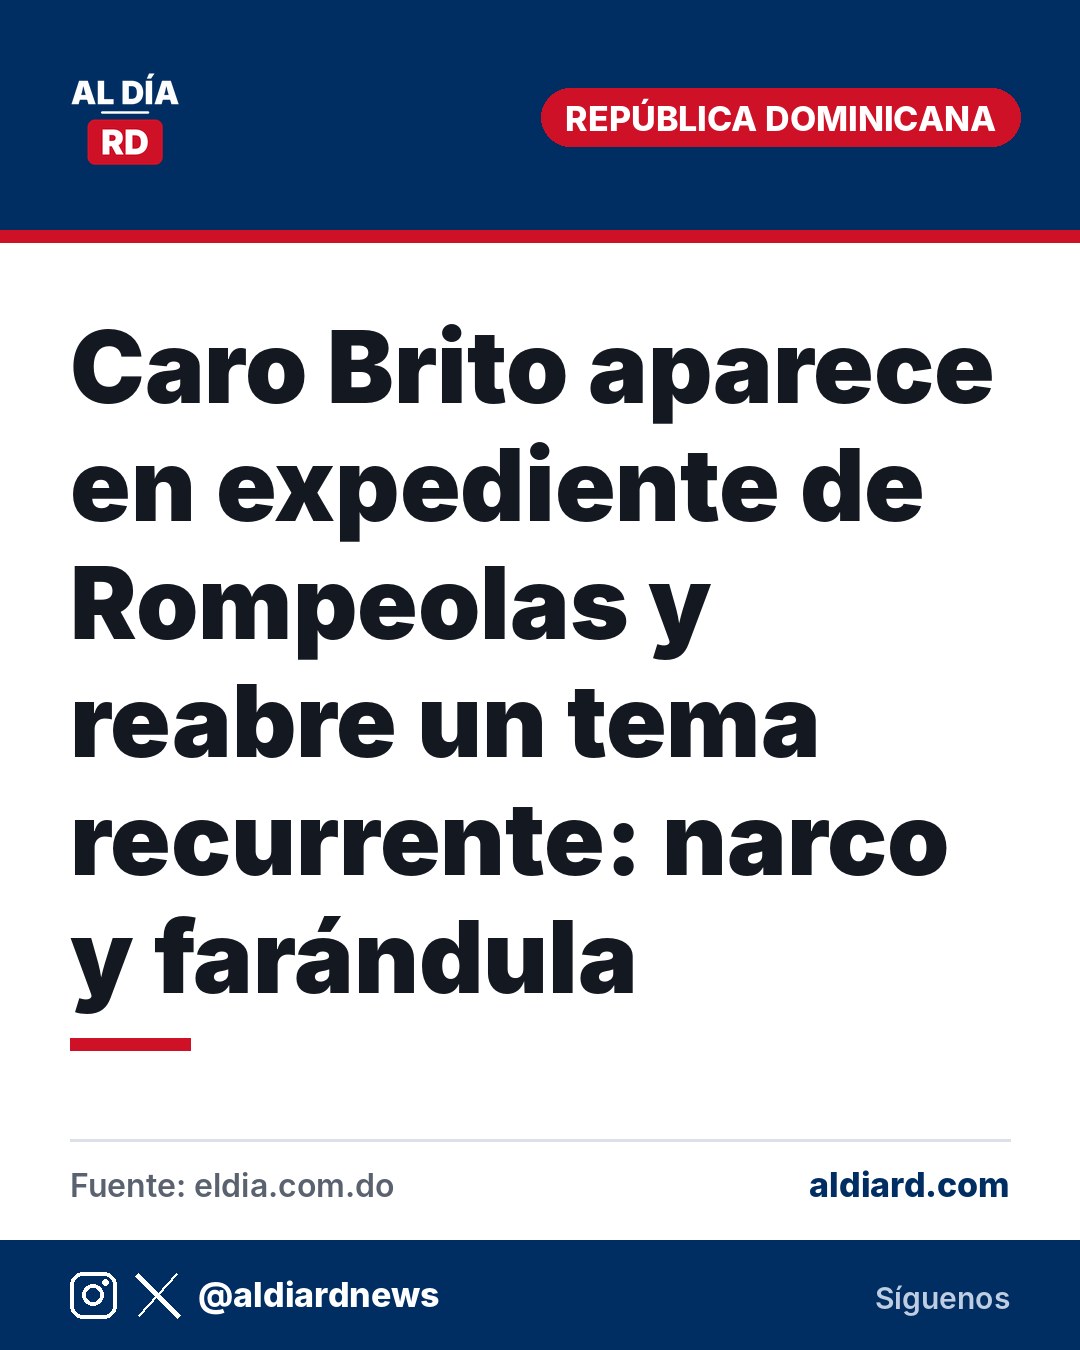 AL DÍA
RD
REPÚBLICA DOMINICANA
Caro Brito aparece
en expediente de
Rompeolas y
reabre un tema
recurrente: narco
y farándula
Fuente: eldia.com.do
aldiard.com
@aldiardnews
Síguenos